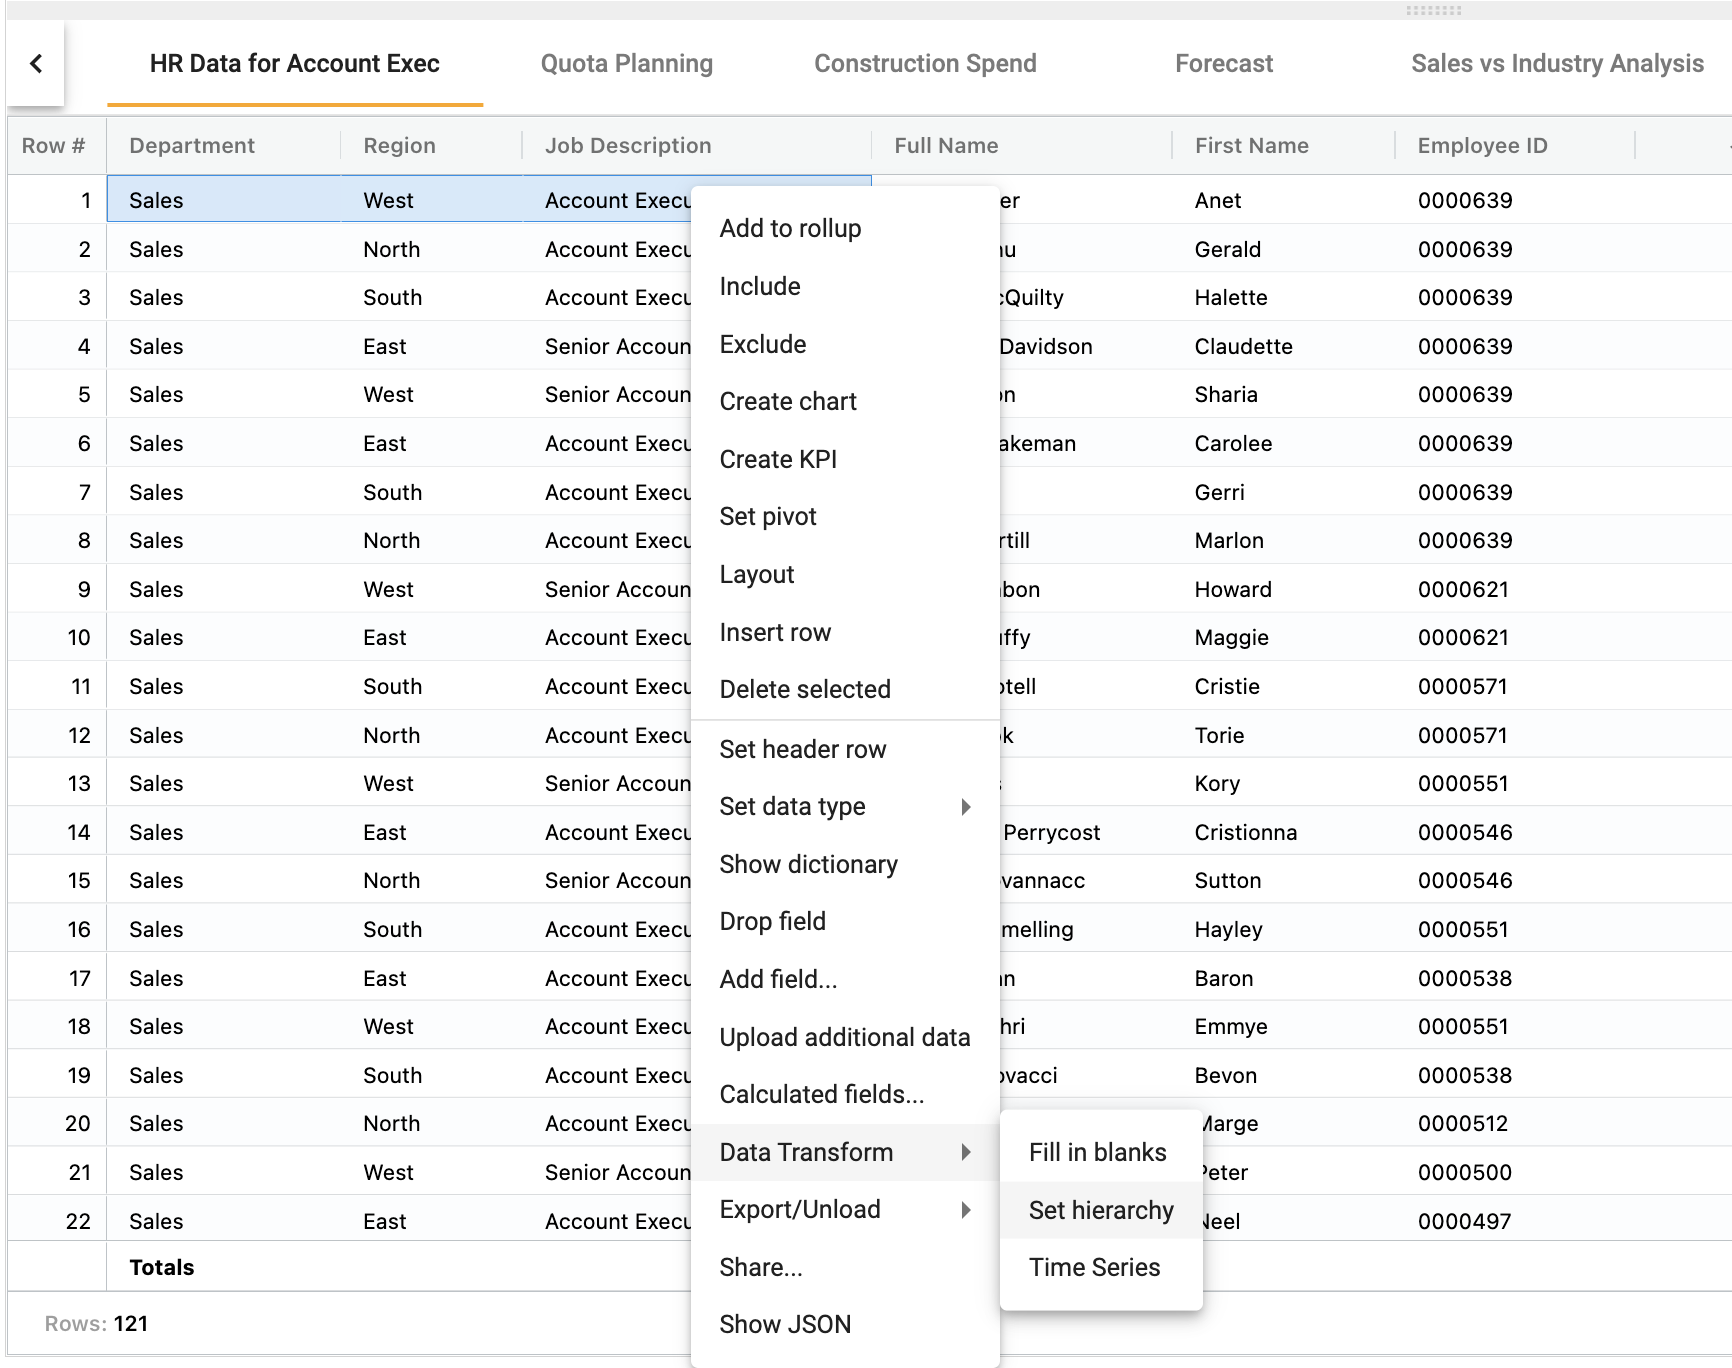 HR Data for Account Exec Quota Planning Construction Spend Forecast Sales vs Industry Analysis
Row # Department Region Job Description Full Name First Name Employee ID
1 Sales West Account Execu er Anet 0000639
2 Sales North Account Execu Gerald 0000639
3 Sales South Account Execu cQuilty Halette 0000639
4 Sales East Senior Accoun Davidson Claudette 0000639
5 Sales West Senior Accoun on Sharia 0000639
6 Sales East Account Execu akeman Carolee 0000639
7 Sales South Account Execu Gerri 0000639
8 Sales North Account Execu rtill Marlon 0000639
9 Sales West Senior Accoun bon Howard 0000621
10 Sales East Account Execu uffy Maggie 0000621
11 Sales South Account Execu otell Cristie 0000571
12 Sales North Account Execu k Torie 0000571
13 Sales West Senior Accoun Kory 0000551
14 Sales East Account Execu Perrycost Cristionna 0000546
15 Sales North Senior Accoun vannacc Sutton 0000546
16 Sales South Account Execu melling Hayley 0000551
17 Sales East Account Execu n Baron 0000538
18 Sales West Account Execu hri Emmye 0000551
19 Sales South Account Execu ovacci Bevon 0000538
20 Sales North Account Execu Marge 0000512
21 Sales West Senior Accoun Peter 0000500
22 Sales East Account Execu Neel 0000497
Totals
Rows: 121
Add to rollup
Include
Exclude
Create chart
Create KPI
Set pivot
Layout
Insert row
Delete selected
Set header row
Set data type
Show dictionary
Drop field
Add field...
Upload additional data
Calculated fields...
Data Transform
Export/Unload
Share...
Show JSON
Fill in blanks
Set hierarchy
Time Series